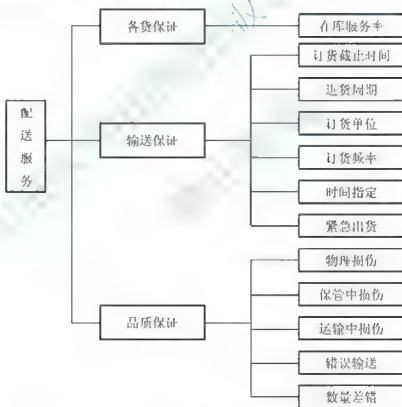 配送服务
各货保证
在库服务率
订货截止时间
进货周期
输送保证
订货单位
订货频率
时间指定
紧急出货
品质保证
物理损伤
保管中损伤
运输中损伤
错误输送
数量差错